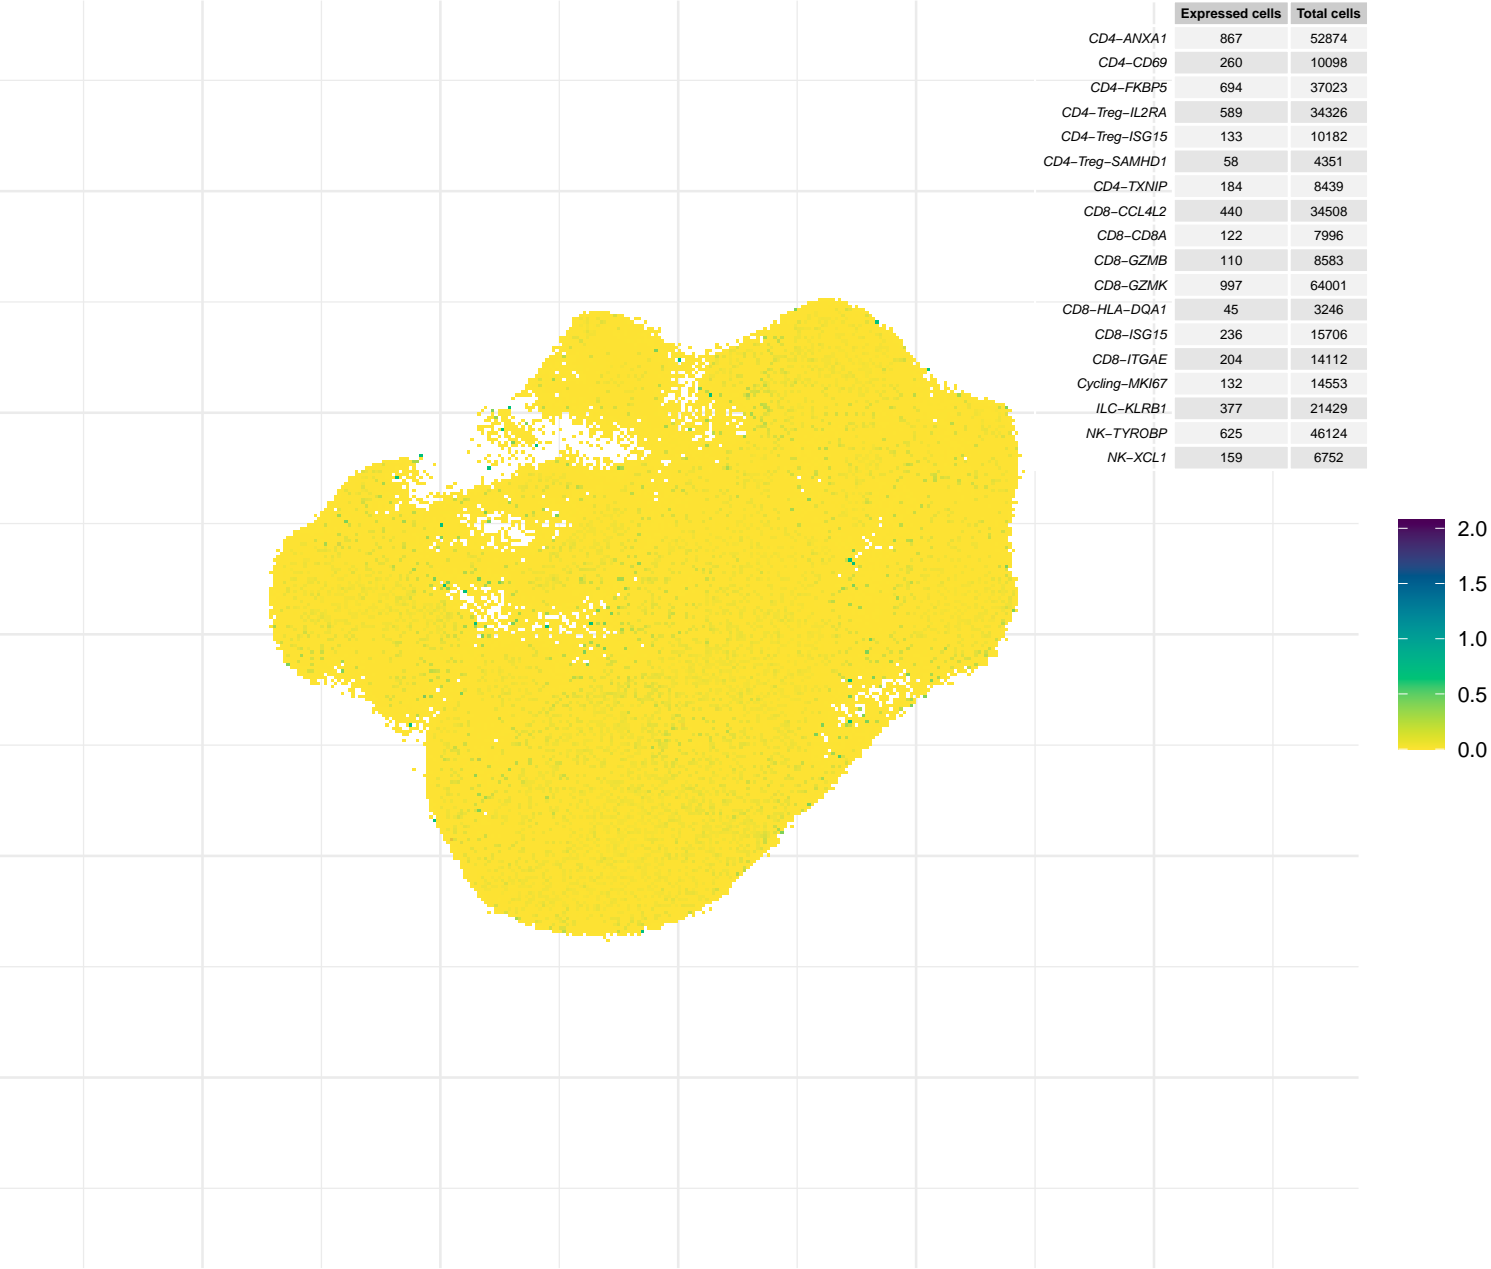 Expressed cells Total cells
CD4−ANXA1 867 52874
CD4−CD69 260 10098
CD4−FKBP5 694 37023
CD4−Treg−IL2RA 589 34326
CD4−Treg−ISG15 133 10182
CD4−Treg−SAMHD1 58 4351
CD4−TXNIP 184 8439
CD8−CCL4L2 440 34508
CD8−CD8A 122 7996
CD8−GZMB 110 8583
CD8−GZMK 997 64001
CD8−HLA−DQA1 45 3246
CD8−ISG15 236 15706
CD8−ITGAE 204 14112
Cycling−MKI67 132 14553
ILC−KLRB1 377 21429
NK−TYROBP 625 46124
NK−XCL1 159 6752
2.0
1.5
1.0
0.5
0.0